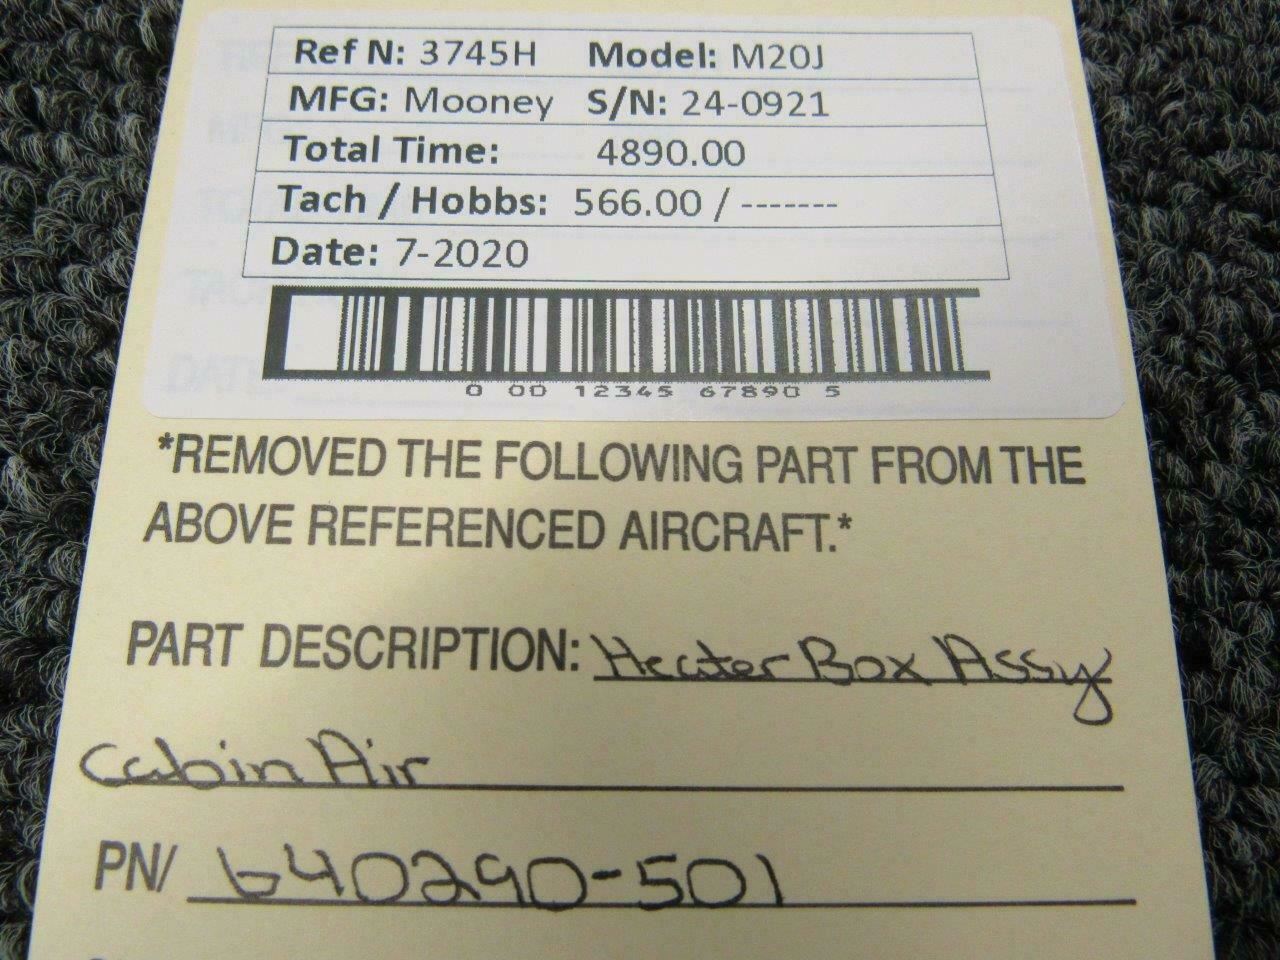 Ref N: 3745H Model: M20J
MFG: Mooney S/N: 24-0921
Total Time: 4890.00
Tach / Hobbs: 566.00 / -------
Date: 7-2020
0 00 12345 67890 5
*REMOVED THE FOLLOWING PART FROM THE
ABOVE REFERENCED AIRCRAFT.*
PART DESCRIPTION: Heater Box Assy
Cabin Air
PN/ 640290-501